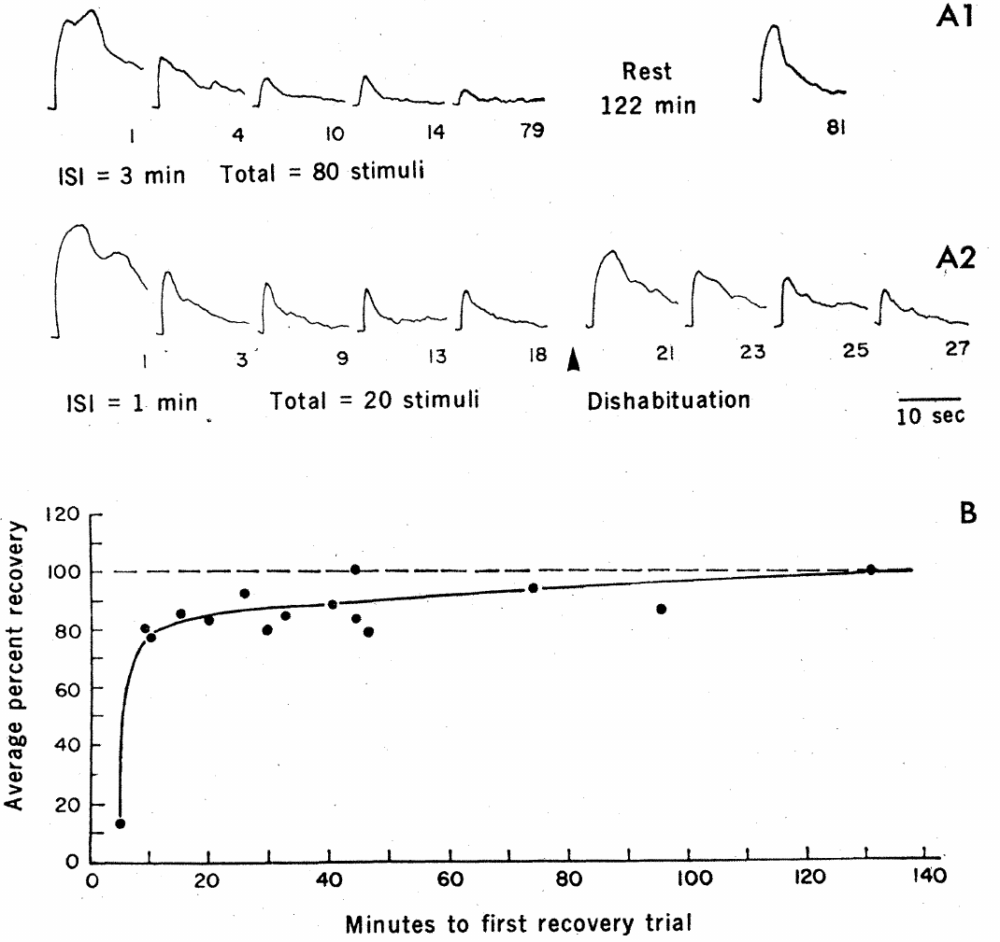 A1
Rest
122 min
1 4 10 14 79 81
ISI = 3 min Total = 80 stimuli
A2
1 3 9 13 18 21 23 25 27
ISI = 1 min Total = 20 stimuli Dishabituation
10 sec
B
Average percent recovery
120
100
80
60
40
20
0
0 20 40 60 80 100 120 140
Minutes to first recovery trial